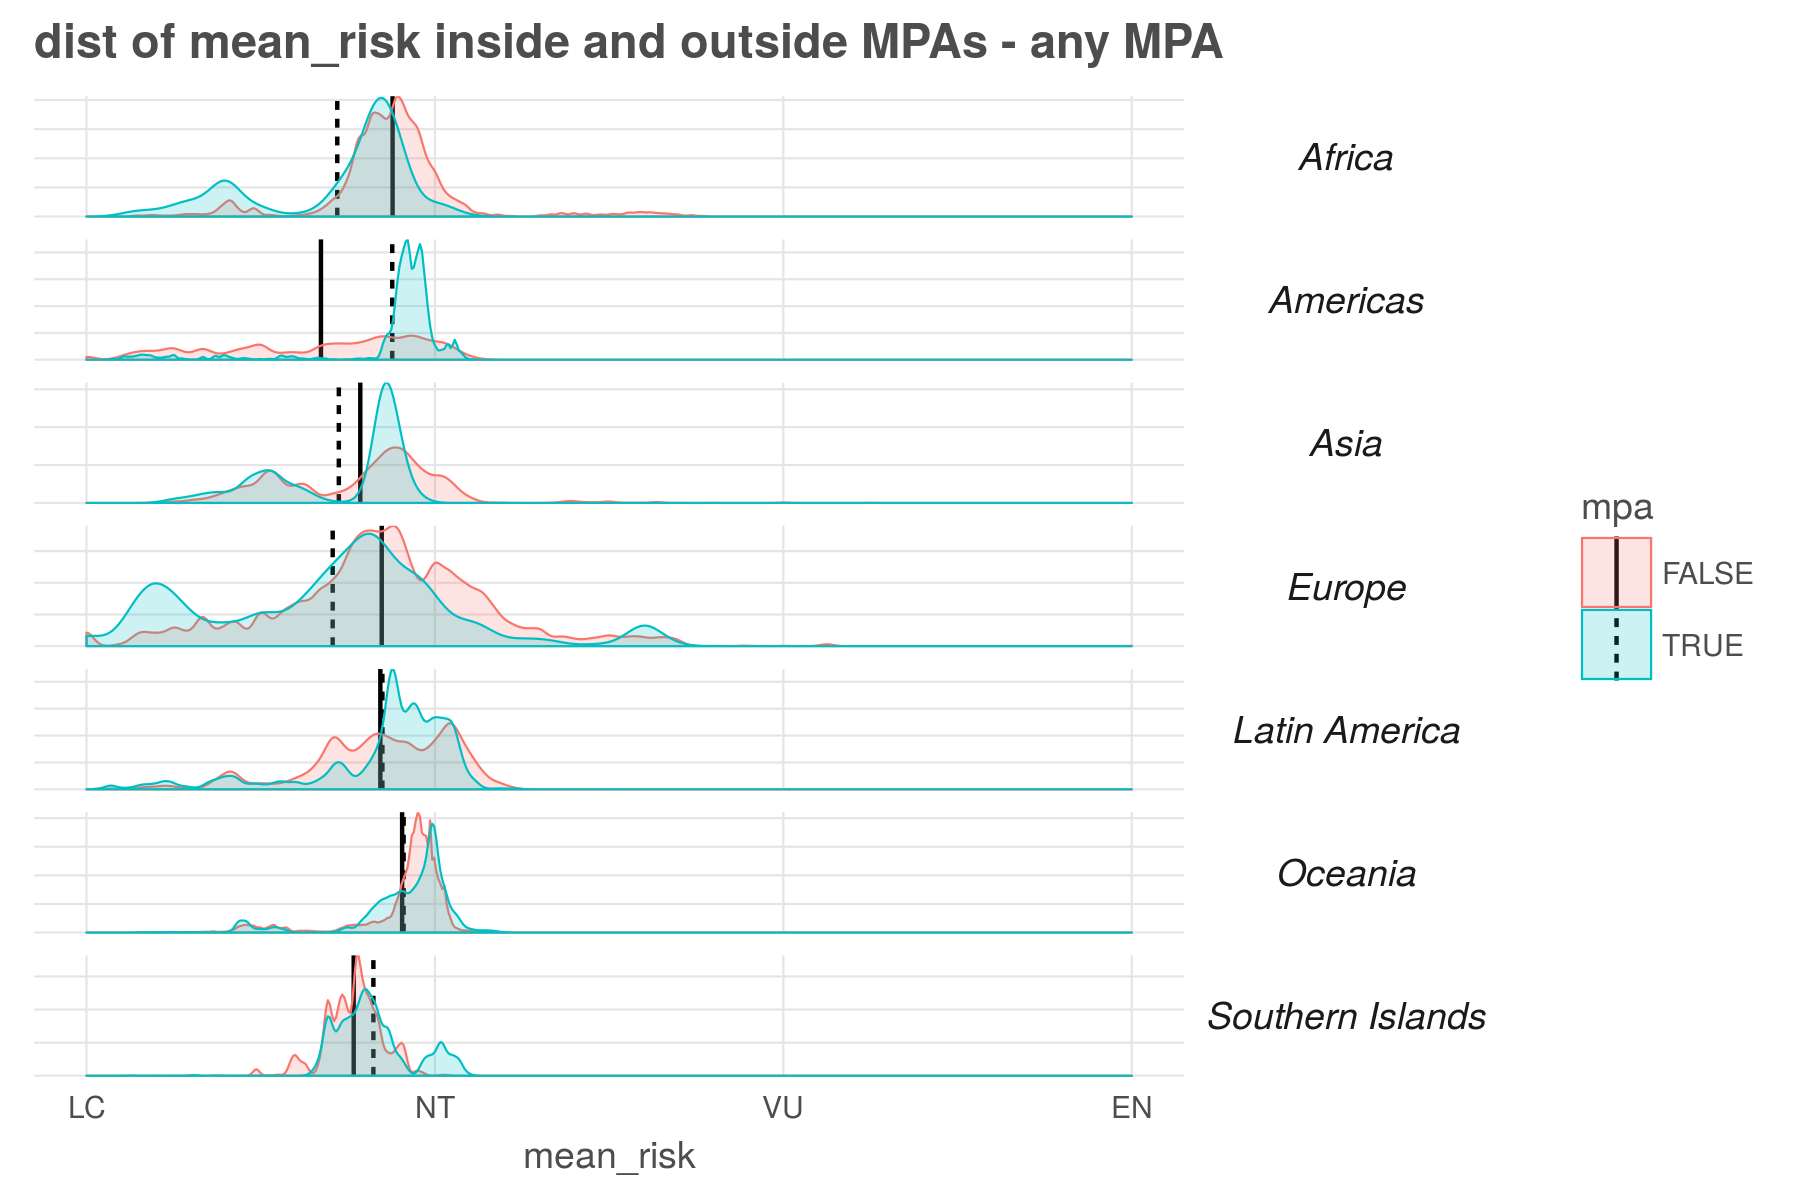 dist of mean_risk inside and outside MPAs - any MPA
Africa
Americas
Asia
Europe
Latin America
Oceania
Southern Islands
mpa
FALSE
TRUE
LC NT VU EN
mean_risk